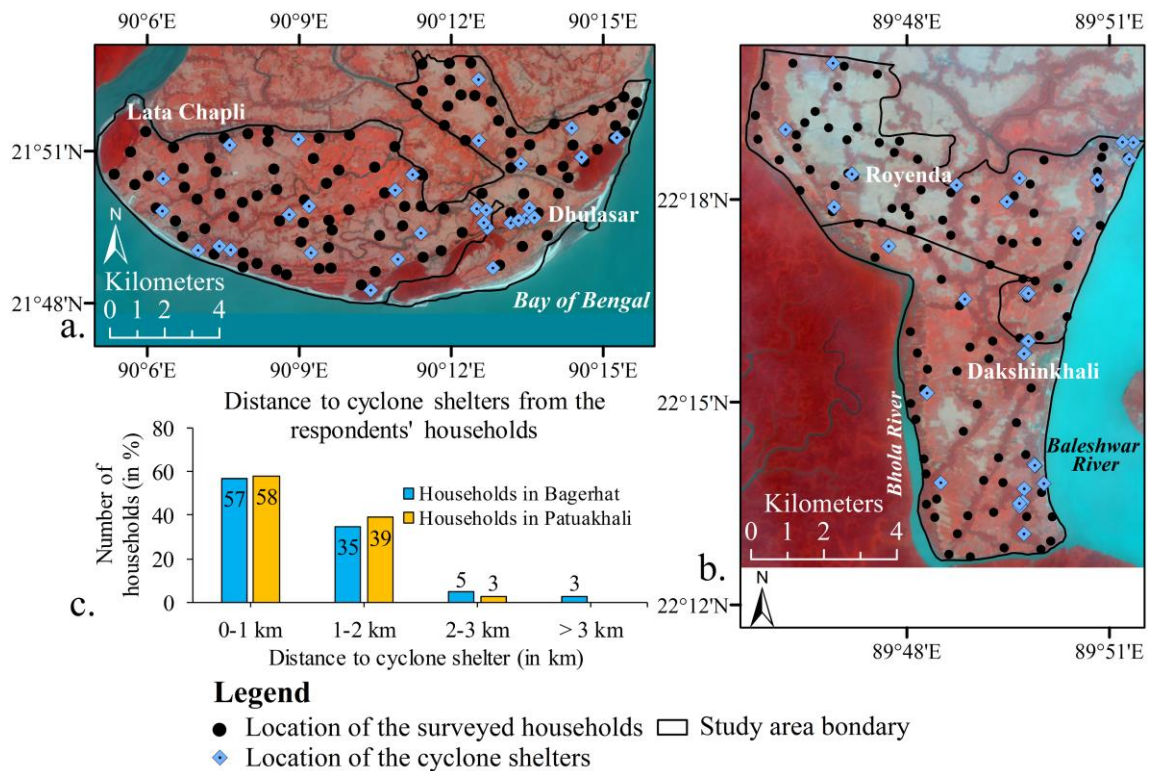 90°6'E 90°9'E 90°12'E 90°15'E
Lata Chapli
21°51'N
N
Dhulasar
Kilometers
0 1 2 4
Bay of Bengal
21°48'N
a.
90°6'E 90°9'E 90°12'E 90°15'E
89°48'E 89°51'E
Royenda
22°18'N
Dakshinkhali
22°15'N
Bhola River
Baleshwar
River
Kilometers
0 1 2 4
b.
N
22°12'N
89°48'E 89°51'E
Distance to cyclone shelters from the
respondents' households
Number of
households (in %)
80
60
40
20
0
57 58
35 39
5 3
3
Households in Bagerhat
Households in Patuakhali
c.
0-1 km 1-2 km 2-3 km > 3 km
Distance to cyclone shelter (in km)
Legend
Location of the surveyed households Study area bondary
Location of the cyclone shelters